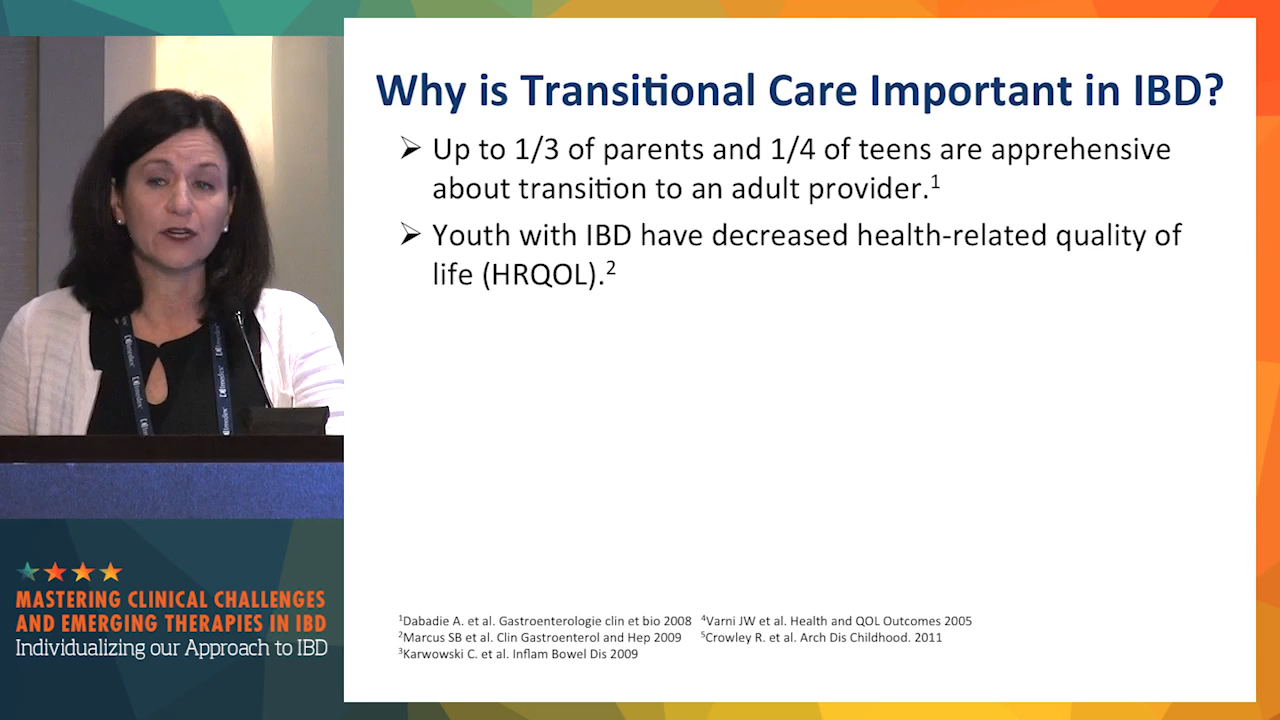 Why is Transitional Care Important in IBD?
➢ Up to 1/3 of parents and 1/4 of teens are apprehensive
about transition to an adult provider.1
➢ Youth with IBD have decreased health-related quality of
life (HRQOL).2
1Dabadie A. et al. Gastroenterologie clin et bio 2008
2Marcus SB et al. Clin Gastroenterol and Hep 2009
3Karwowski C. et al. Inflam Bowel Dis 2009
4Varni JW et al. Health and QOL Outcomes 2005
5Crowley R. et al. Arch Dis Childhood. 2011
MASTERING CLINICAL CHALLENGES
AND EMERGING THERAPIES IN IBD
Individualizing our Approach to IBD